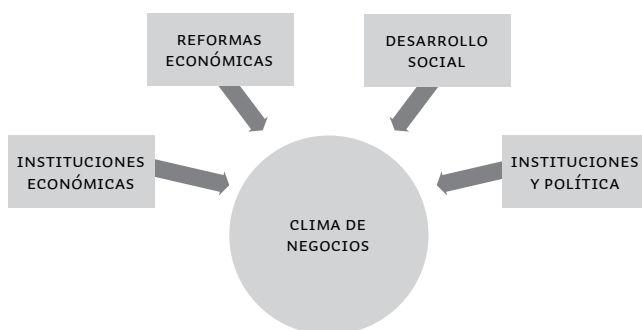 REFORMAS
ECONÓMICAS
DESARROLLO
SOCIAL
INSTITUCIONES
ECONÓMICAS
INSTITUCIONES
Y POLÍTICA
CLIMA DE
NEGOCIOS